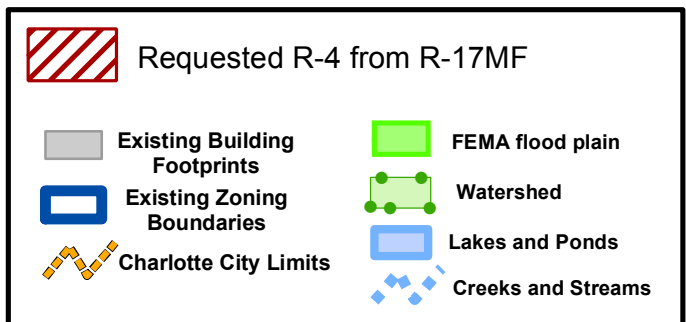 Requested R-4 from R-17MF
Existing Building
Footprints
Existing Zoning
Boundaries
Charlotte City Limits
FEMA flood plain
Watershed
Lakes and Ponds
Creeks and Streams